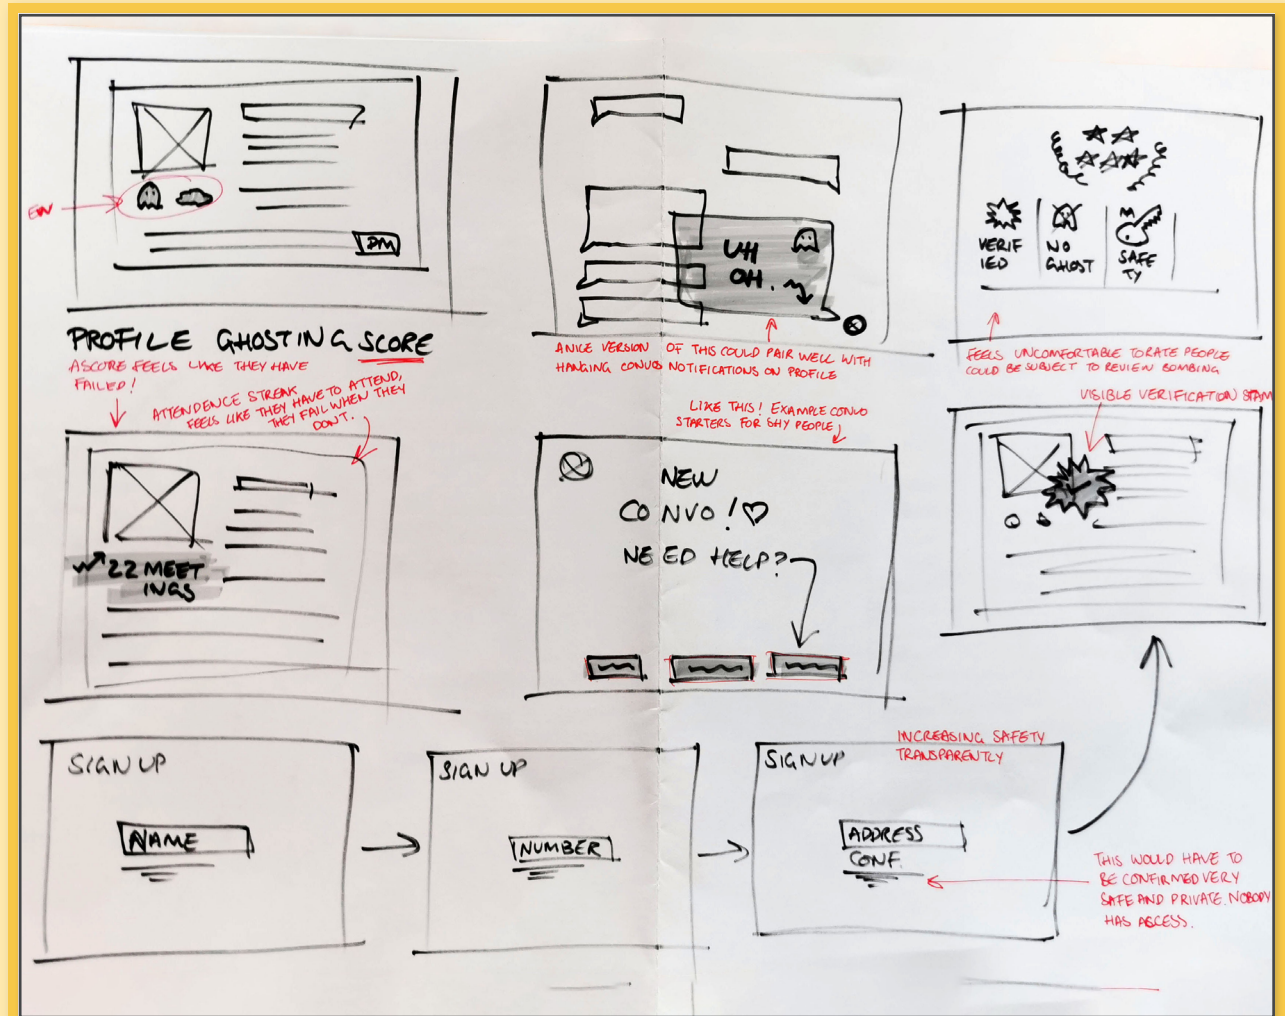 EW
DM
PROFILE GHOSTING SCORE
A SCORE FEELS LIKE THEY HAVE
FAILED!
UH
OH.
A NICE VERSION OF THIS COULD PAIR WELL WITH
HANGING CONVOS NOTIFICATIONS ON PROFILE
VERIF
IED
NO
GHOST
SAFE
TY
FEELS UNCOMFORTABLE TO RATE PEOPLE
COULD BE SUBJECT TO REVIEW BOMBING
ATTENDENCE STREAK
FEELS LIKE THEY HAVE TO ATTEND,
THEY FAIL WHEN THEY
DONT.
22 MEET
INGS
LIKE THIS! EXAMPLE CONVO
STARTERS FOR SHY PEOPLE
NEW
CONVO!♡
NEED HELP?
VISIBLE VERIFICATION STAM
SIGN UP
NAME
SIGN UP
NUMBER
SIGN UP
INCREASING SAFETY
TRANSPARENTLY
ADDRESS
CONF.
THIS WOULD HAVE TO
BE CONFIRMED VERY
SAFE AND PRIVATE. NOBODY
HAS ACCESS.